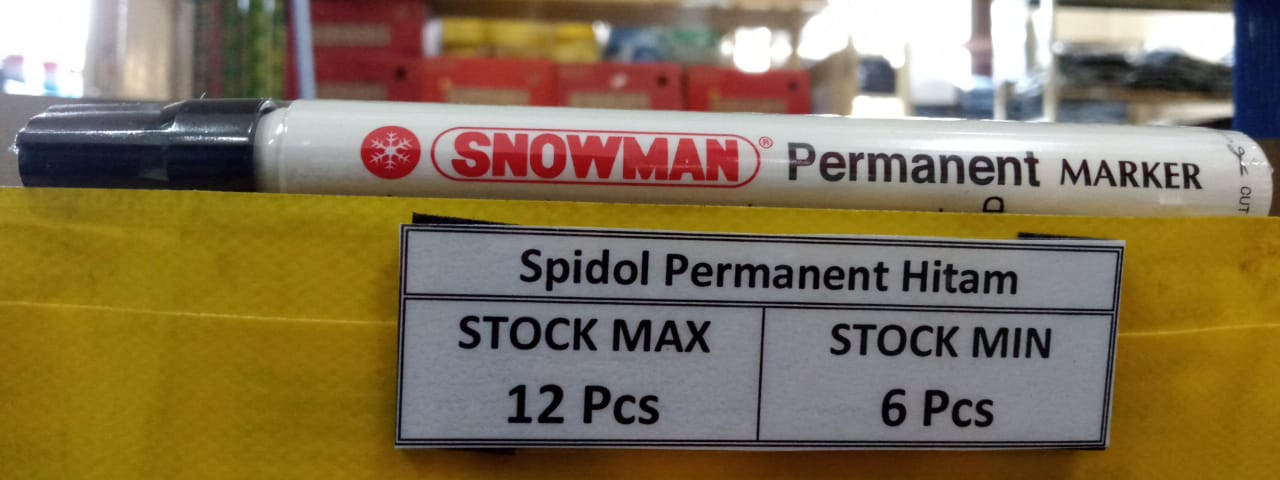 SNOWMAN® Permanent MARKER
Spidol Permanent Hitam
STOCK MAX STOCK MIN
12 Pcs 6 Pcs